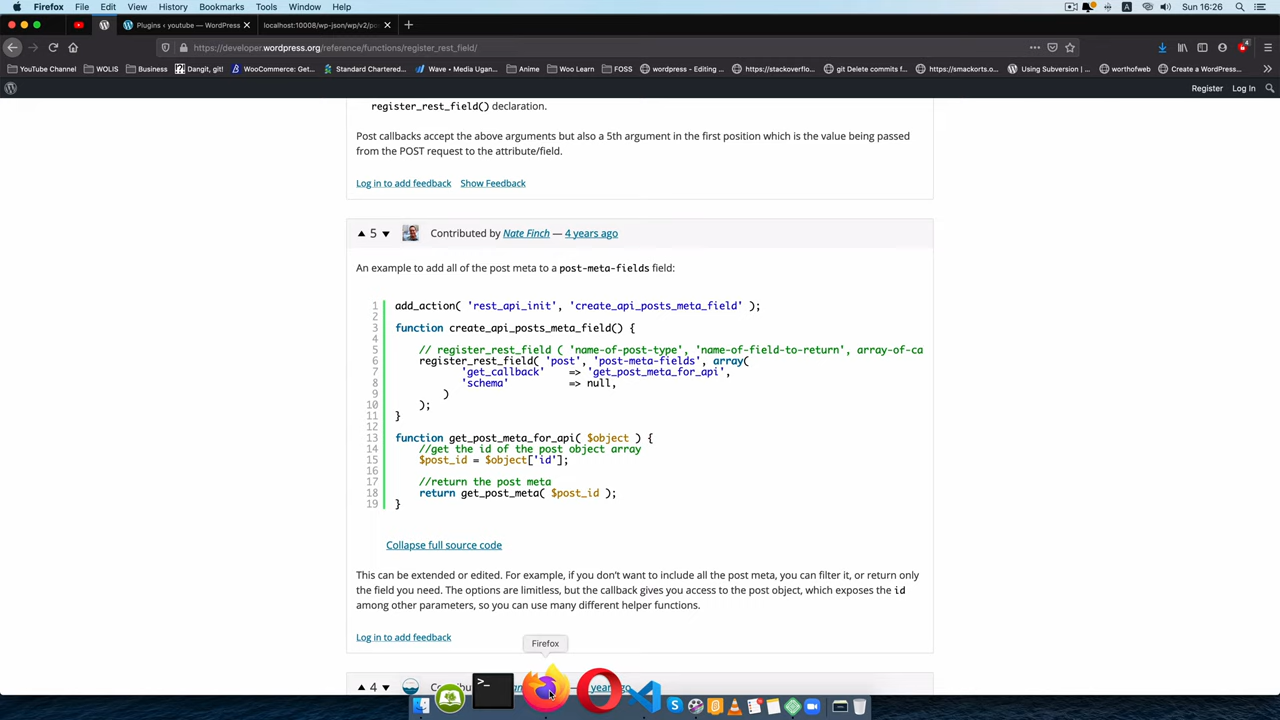 Firefox File Edit View History Bookmarks Tools Window Help
A Sun 16:26
Plugins ‹ youtube — WordPress
localhost:10008/wp-json/wp/v2/po
https://developer.wordpress.org/reference/functions/register_rest_field/
YouTube Channel WOLIS Business Dangit, git! WooCommerce: Get... Standard Chartered... Wave • Media Ugan... Anime Woo Learn FOSS wordpress - Editing ... https://stackoverflo... git Delete commits f... https://smackorts.o... Using Subversion | ... worthofweb Create a WordPress...
Register Log In
register_rest_field() declaration.
Post callbacks accept the above arguments but also a 5th argument in the first position which is the value being passed
from the POST request to the attribute/field.
Log in to add feedback Show Feedback
5 Contributed by Nate Finch — 4 years ago
An example to add all of the post meta to a post-meta-fields field:
1 add_action( 'rest_api_init', 'create_api_posts_meta_field' );
2
3 function create_api_posts_meta_field() {
4
5 // register_rest_field ( 'name-of-post-type', 'name-of-field-to-return', array-of-ca
6 register_rest_field( 'post', 'post-meta-fields', array(
7 'get_callback' => 'get_post_meta_for_api',
8 'schema' => null,
9 )
10 );
11 }
12
13 function get_post_meta_for_api( $object ) {
14 //get the id of the post object array
15 $post_id = $object['id'];
16
17 //return the post meta
18 return get_post_meta( $post_id );
19 }
Collapse full source code
This can be extended or edited. For example, if you don't want to include all the post meta, you can filter it, or return only
the field you need. The options are limitless, but the callback gives you access to the post object, which exposes the id
among other parameters, so you can use many different helper functions.
Log in to add feedback
Firefox
4